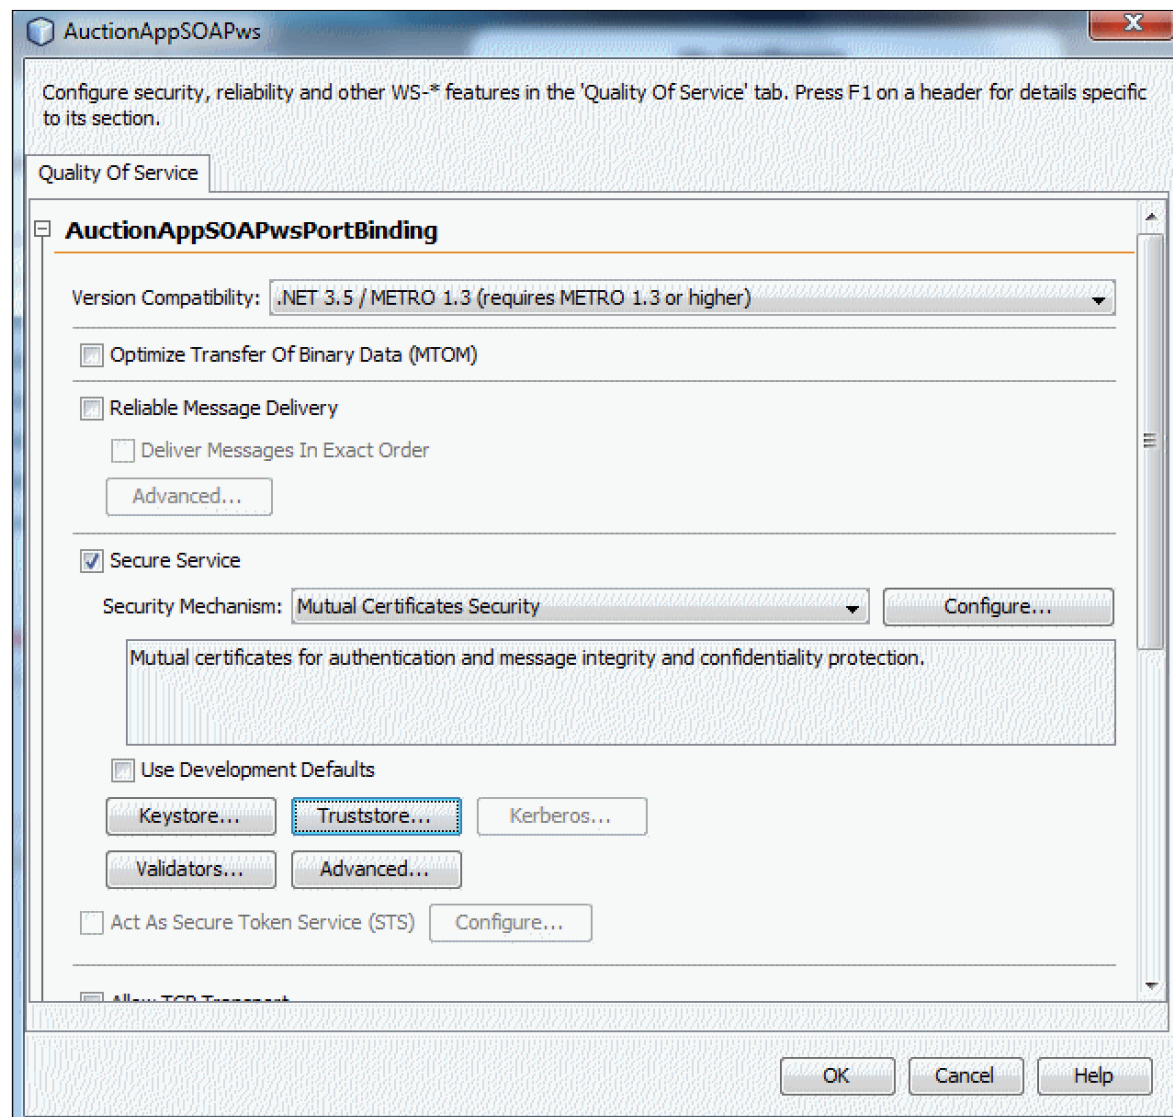 AuctionAppSOAPws
X
Configure security, reliability and other WS-* features in the 'Quality Of Service' tab. Press F1 on a header for details specific
to its section.
Quality Of Service
AuctionAppSOAPwsPortBinding
Version Compatibility: .NET 3.5 / METRO 1.3 (requires METRO 1.3 or higher)
Optimize Transfer Of Binary Data (MTOM)
Reliable Message Delivery
Deliver Messages In Exact Order
Advanced...
Secure Service
Security Mechanism: Mutual Certificates Security Configure...
Mutual certificates for authentication and message integrity and confidentiality protection.
Use Development Defaults
Keystore... Truststore... Kerberos...
Validators... Advanced...
Act As Secure Token Service (STS) Configure...
Allow TCP Transport
OK Cancel Help